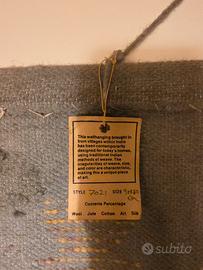 This wallhanging brought in
from villages within India
has been contemporarily
designed for today's homes,
using traditional Indian
methods of weave. The
irregularities of weave, size,
and color are characteristic,
making this a unique piece
of art.
STYLE 7021 SIZE
Contents Percentage
Wool Jute Cotton Art Silk
subito